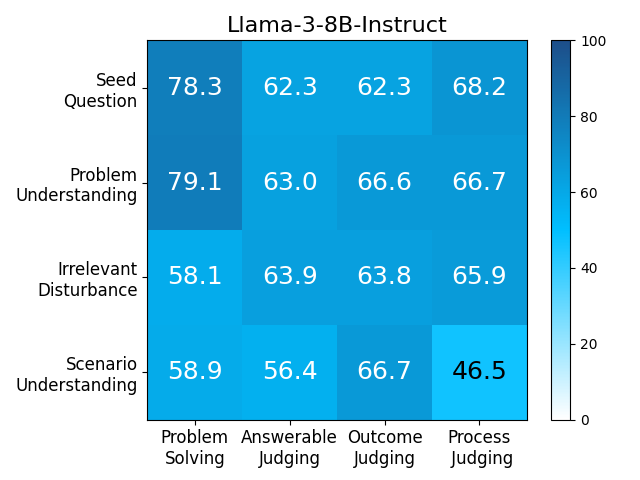 Llama-3-8B-Instruct
Seed
Question
78.3 62.3 62.3 68.2
Problem
Understanding
79.1 63.0 66.6 66.7
Irrelevant
Disturbance
58.1 63.9 63.8 65.9
Scenario
Understanding
58.9 56.4 66.7 46.5
Problem
Solving
Answerable
Judging
Outcome
Judging
Process
Judging
100
80
60
40
20
0